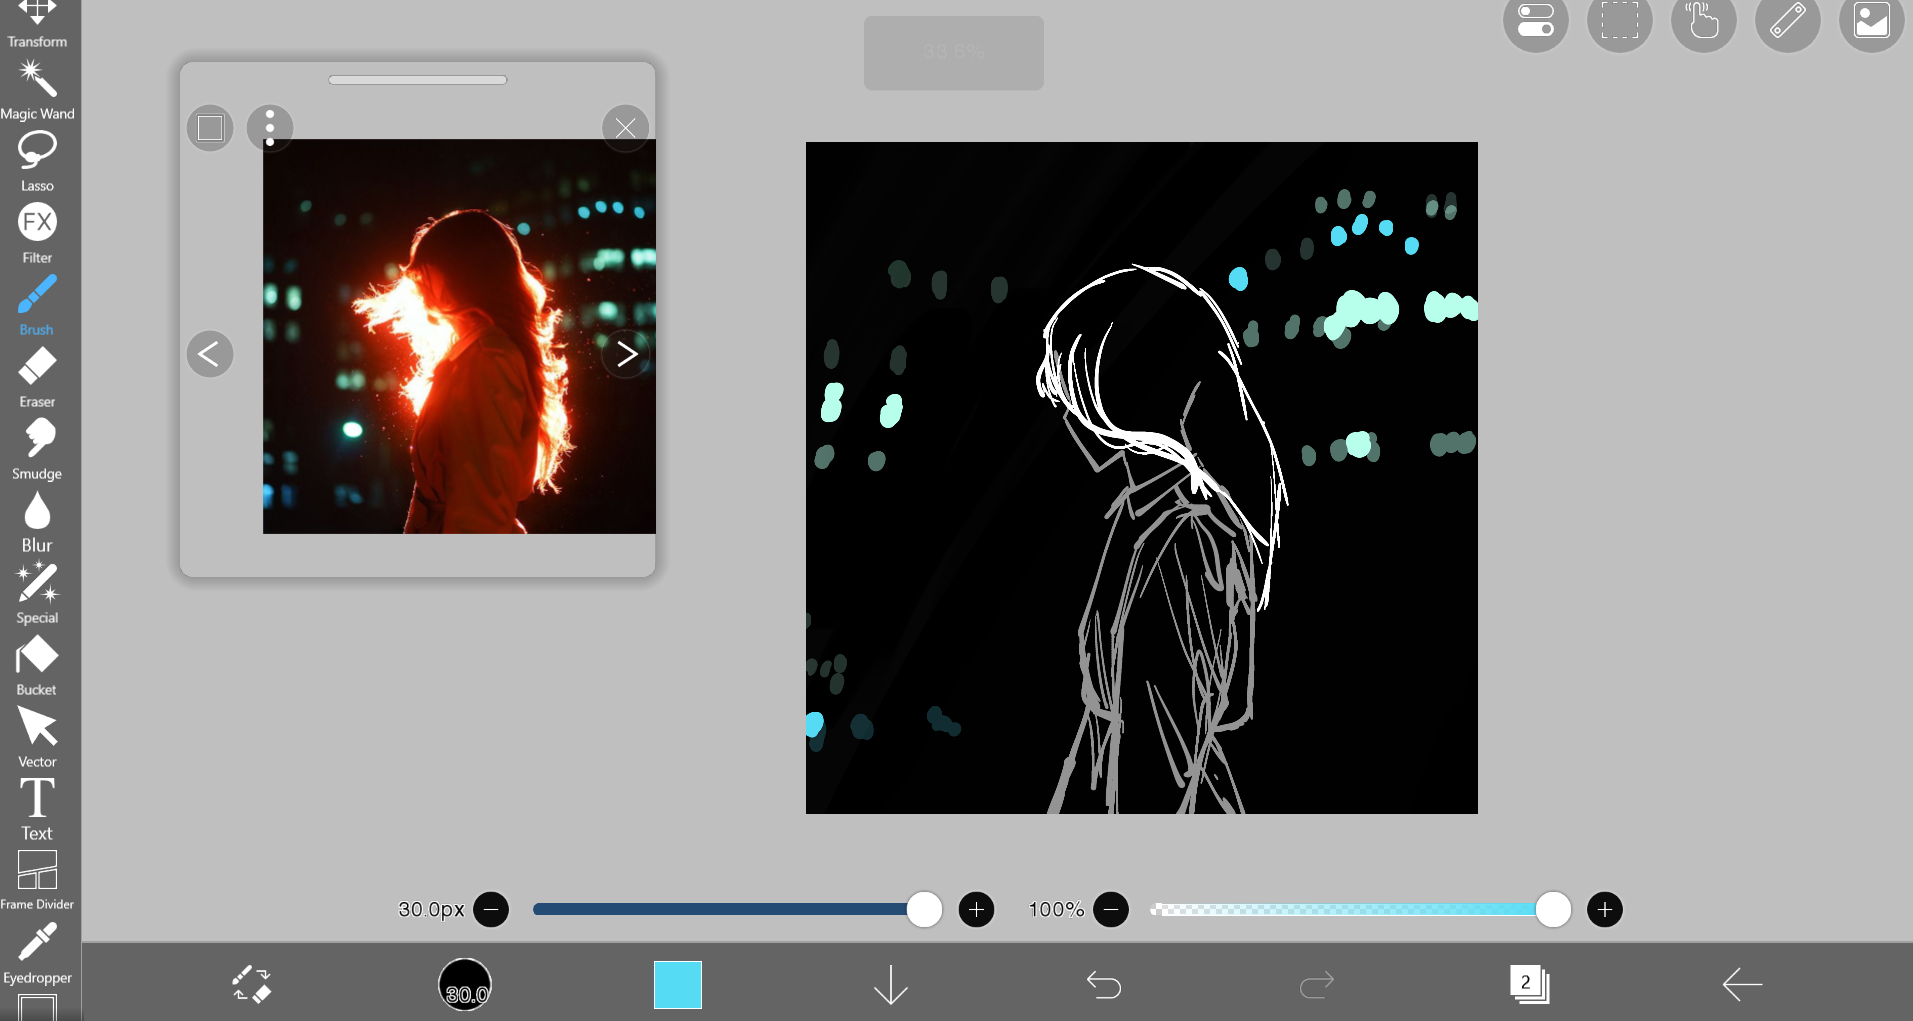 Transform
33.6%
Magic Wand
Lasso
FX
Filter
Brush
Eraser
Smudge
Blur
Special
Bucket
Vector
T
Text
Frame Divider
Eyedropper
30.0px
100%
30.0
2